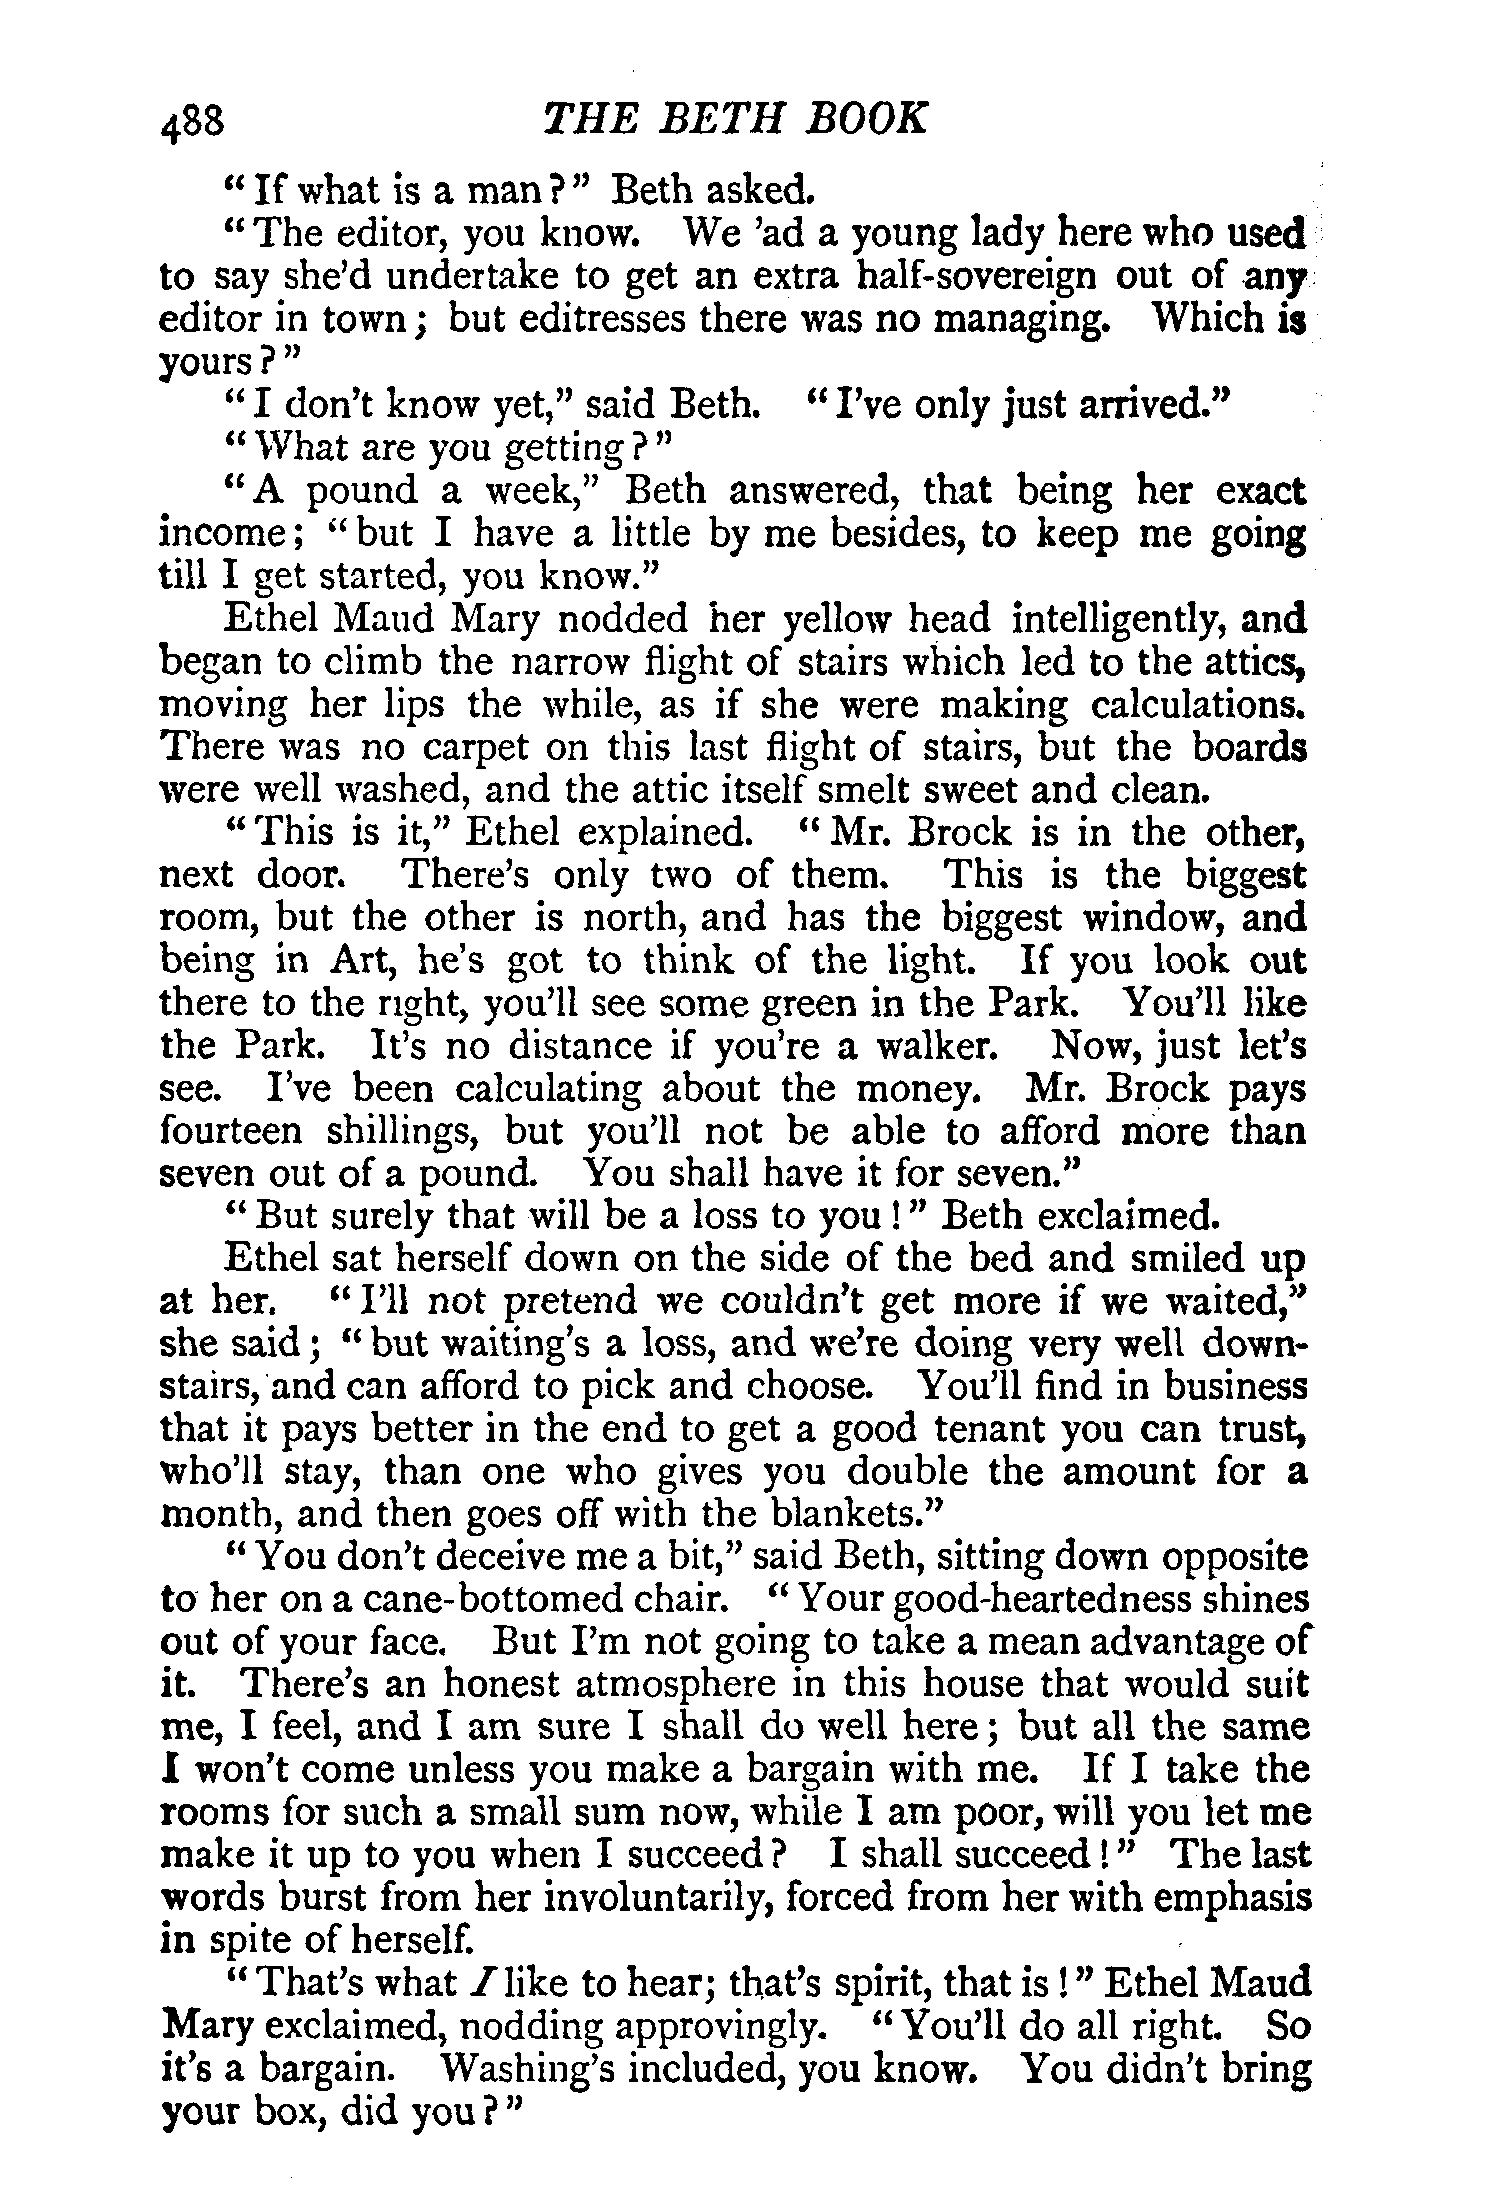 488 THE BETH BOOK
“If what is a man?” Beth asked.
“The editor, you know. We ’ad a young lady here who used
to say she’d undertake to get an extra half-sovereign out of any
editor in town; but editresses there was no managing. Which is
yours?”
“I don’t know yet,” said Beth. “I’ve only just arrived.”
“What are you getting?”
“A pound a week,” Beth answered, that being her exact
income; “but I have a little by me besides, to keep me going
till I get started, you know.”
Ethel Maud Mary nodded her yellow head intelligently, and
began to climb the narrow flight of stairs which led to the attics,
moving her lips the while, as if she were making calculations.
There was no carpet on this last flight of stairs, but the boards
were well washed, and the attic itself smelt sweet and clean.
“This is it,” Ethel explained. “Mr. Brock is in the other,
next door. There’s only two of them. This is the biggest
room, but the other is north, and has the biggest window, and
being in Art, he’s got to think of the light. If you look out
there to the right, you’ll see some green in the Park. You’ll like
the Park. It’s no distance if you’re a walker. Now, just let’s
see. I’ve been calculating about the money. Mr. Brock pays
fourteen shillings, but you’ll not be able to afford more than
seven out of a pound. You shall have it for seven.”
“But surely that will be a loss to you!” Beth exclaimed.
Ethel sat herself down on the side of the bed and smiled up
at her. “I’ll not pretend we couldn’t get more if we waited,”
she said; “but waiting’s a loss, and we’re doing very well down-
stairs, and can afford to pick and choose. You’ll find in business
that it pays better in the end to get a good tenant you can trust,
who’ll stay, than one who gives you double the amount for a
month, and then goes off with the blankets.”
“You don’t deceive me a bit,” said Beth, sitting down opposite
to her on a cane-bottomed chair. “Your good-heartedness shines
out of your face. But I’m not going to take a mean advantage of
it. There’s an honest atmosphere in this house that would suit
me, I feel, and I am sure I shall do well here; but all the same
I won’t come unless you make a bargain with me. If I take the
rooms for such a small sum now, while I am poor, will you let me
make it up to you when I succeed? I shall succeed!” The last
words burst from her involuntarily, forced from her with emphasis
in spite of herself.
“That’s what I like to hear; that’s spirit, that is!” Ethel Maud
Mary exclaimed, nodding approvingly. “You’ll do all right. So
it’s a bargain. Washing’s included, you know. You didn’t bring
your box, did you?”